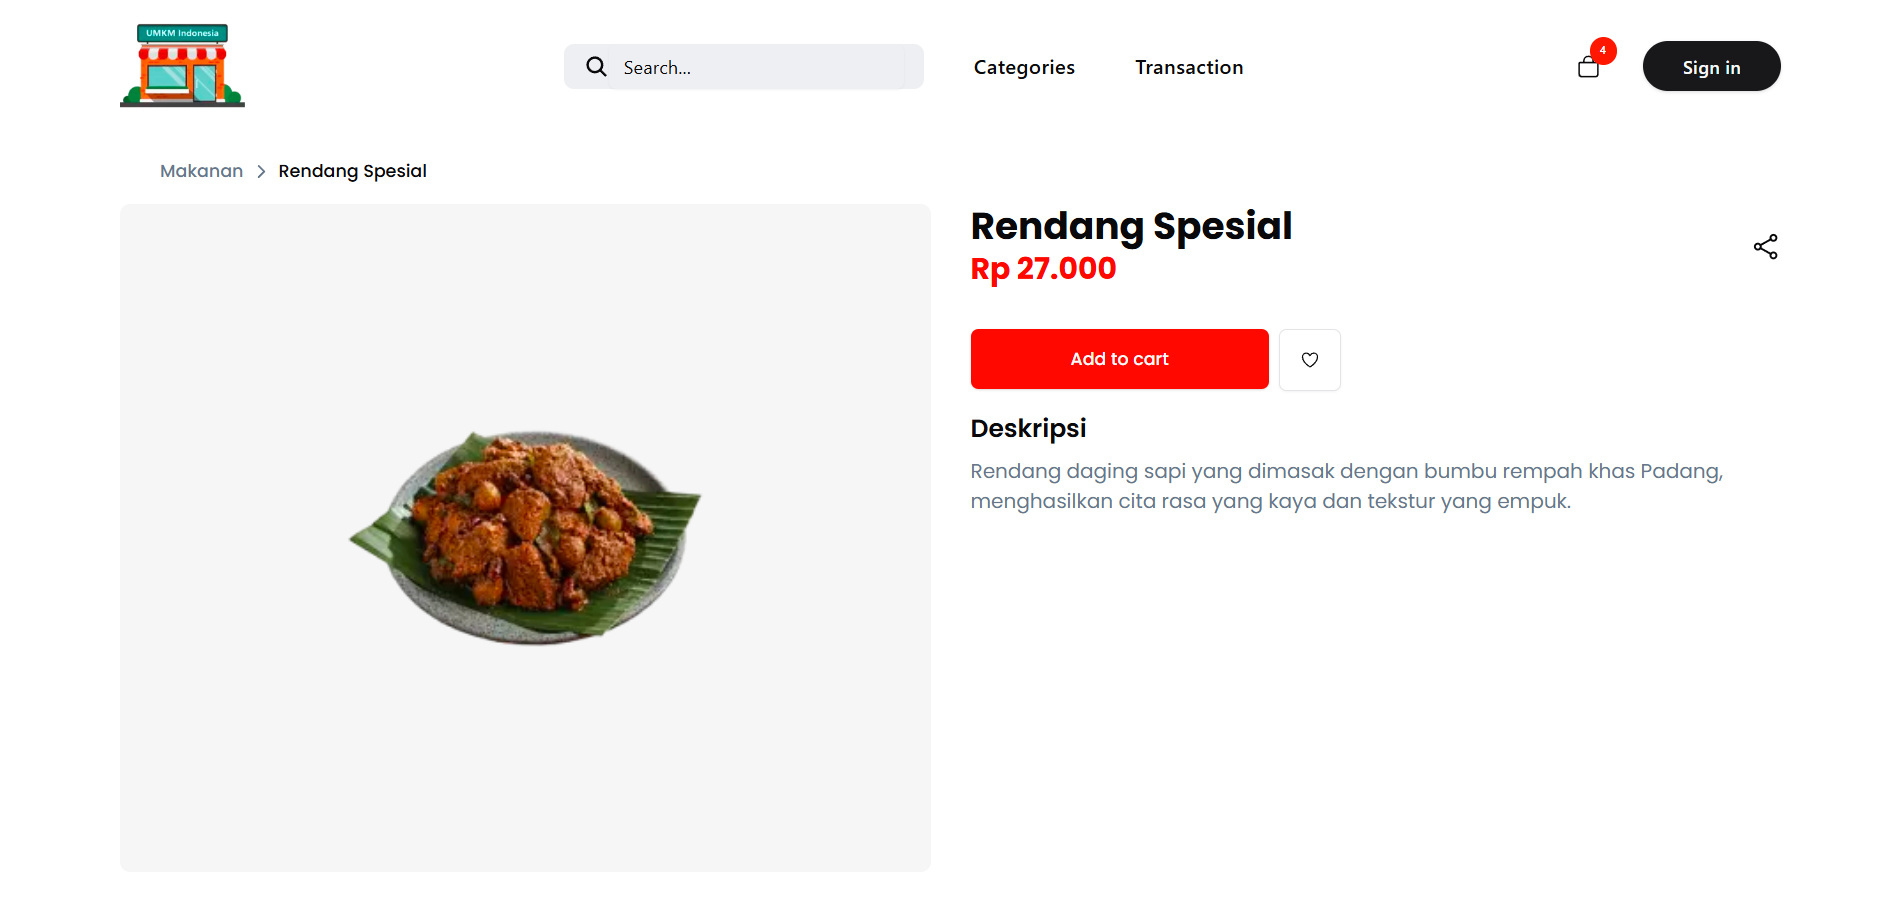 UMKM Indonesia
Search...
Categories
Transaction
4
Sign in
Makanan
Rendang Spesial
Rendang Spesial
Rp 27.000
Add to cart
Deskripsi
Rendang daging sapi yang dimasak dengan bumbu rempah khas Padang,
menghasilkan cita rasa yang kaya dan tekstur yang empuk.